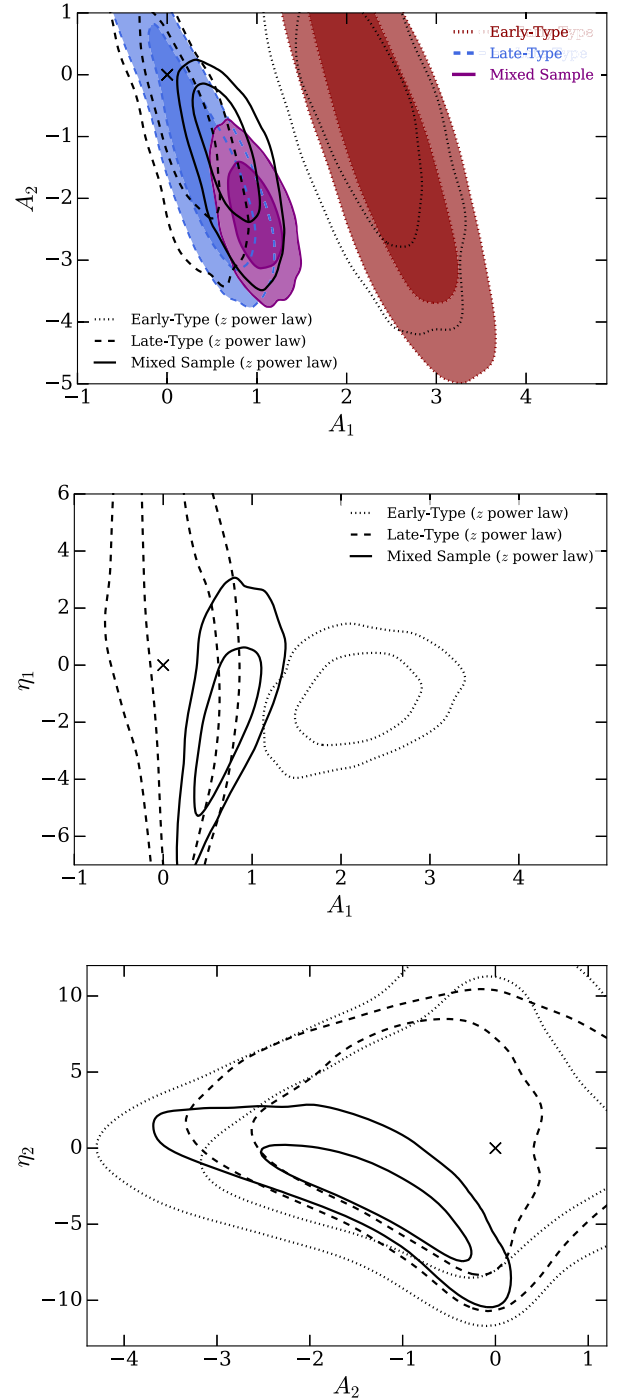 1
0
−1
−2
−3
−4
−5
A₂
Early-Type
Late-Type
Mixed Sample
Early-Type (z power law)
Late-Type (z power law)
Mixed Sample (z power law)
−1 0 1 2 3 4
A₁
6
4
2
0
−2
−4
−6
η₁
Early-Type (z power law)
Late-Type (z power law)
Mixed Sample (z power law)
−1 0 1 2 3 4
A₁
10
5
0
−5
−10
η₂
−4 −3 −2 −1 0 1
A₂